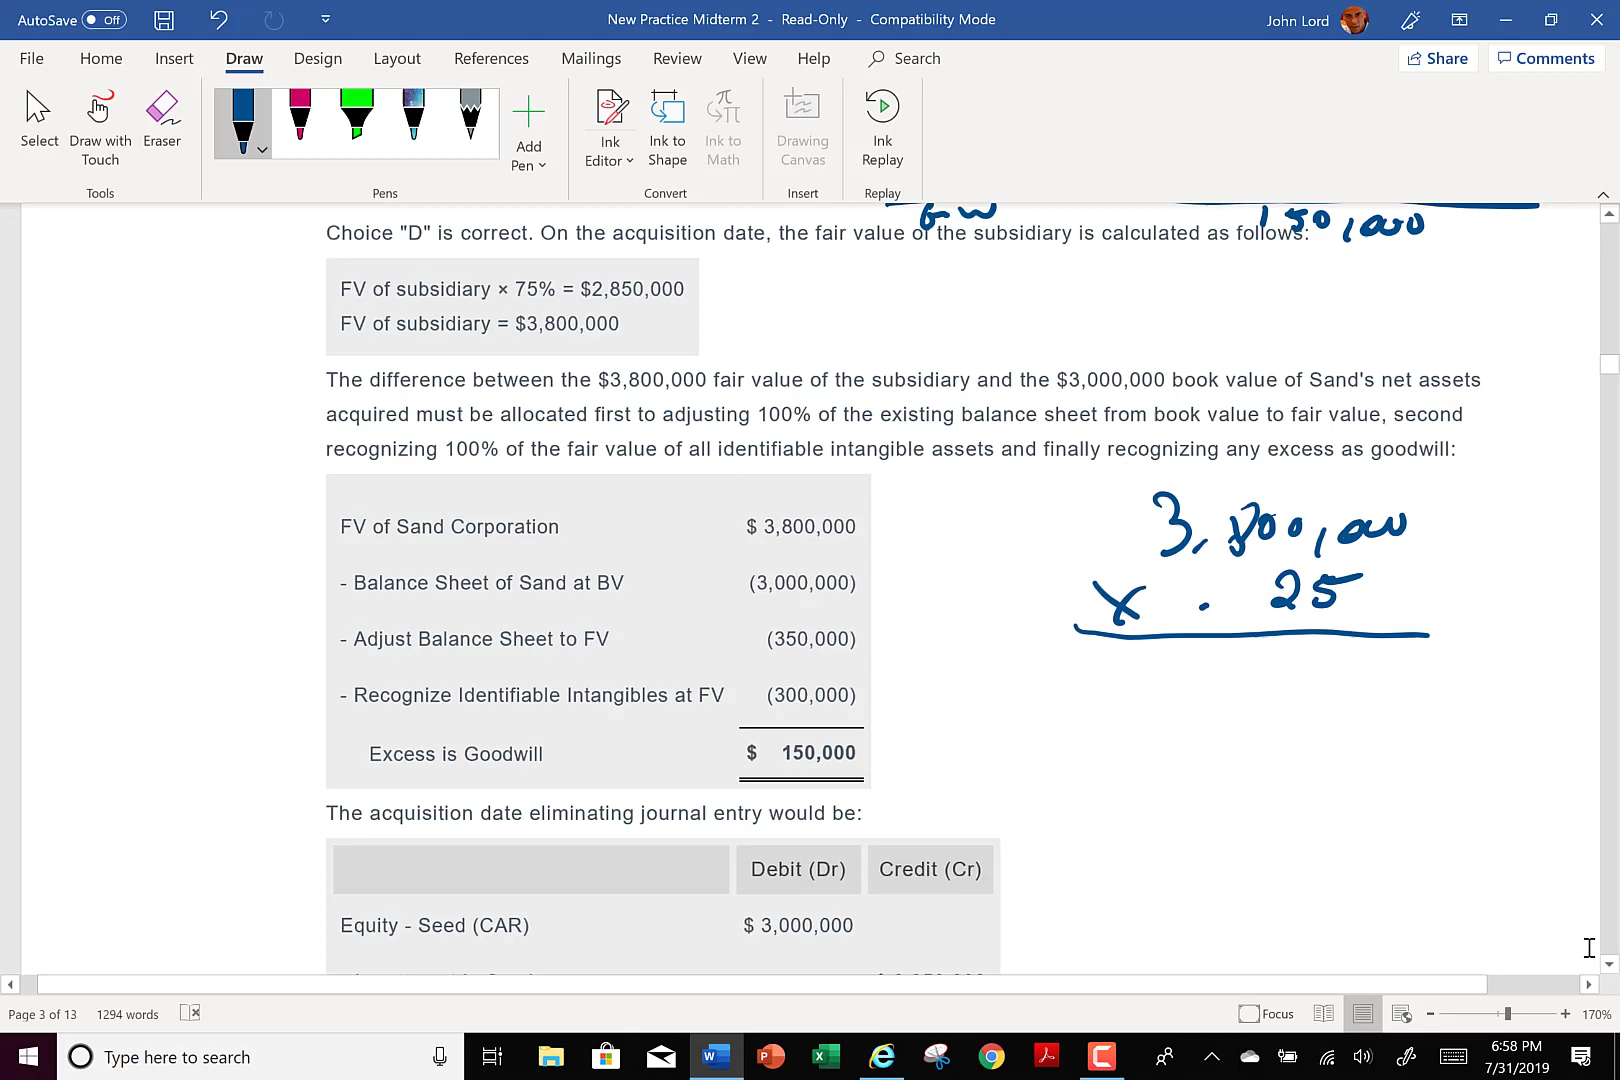 AutoSave Off New Practice Midterm 2 - Read-Only - Compatibility Mode John Lord
File Home Insert Draw Design Layout References Mailings Review View Help Search Share Comments
Select Draw with Touch Eraser Add Pen Ink Editor Ink to Shape Ink to Math Drawing Canvas Ink Replay
Tools Pens Convert Insert Replay
GW 150,000
Choice "D" is correct. On the acquisition date, the fair value of the subsidiary is calculated as follows:
FV of subsidiary × 75% = $2,850,000
FV of subsidiary = $3,800,000
The difference between the $3,800,000 fair value of the subsidiary and the $3,000,000 book value of Sand's net assets
acquired must be allocated first to adjusting 100% of the existing balance sheet from book value to fair value, second
recognizing 100% of the fair value of all identifiable intangible assets and finally recognizing any excess as goodwill:
FV of Sand Corporation $ 3,800,000
- Balance Sheet of Sand at BV (3,000,000)
- Adjust Balance Sheet to FV (350,000)
- Recognize Identifiable Intangibles at FV (300,000)
Excess is Goodwill $ 150,000
3,800,000
x . 25
The acquisition date eliminating journal entry would be:
Debit (Dr) Credit (Cr)
Equity - Seed (CAR) $ 3,000,000
Page 3 of 13 1294 words Focus 170%
Type here to search 6:58 PM
7/31/2019